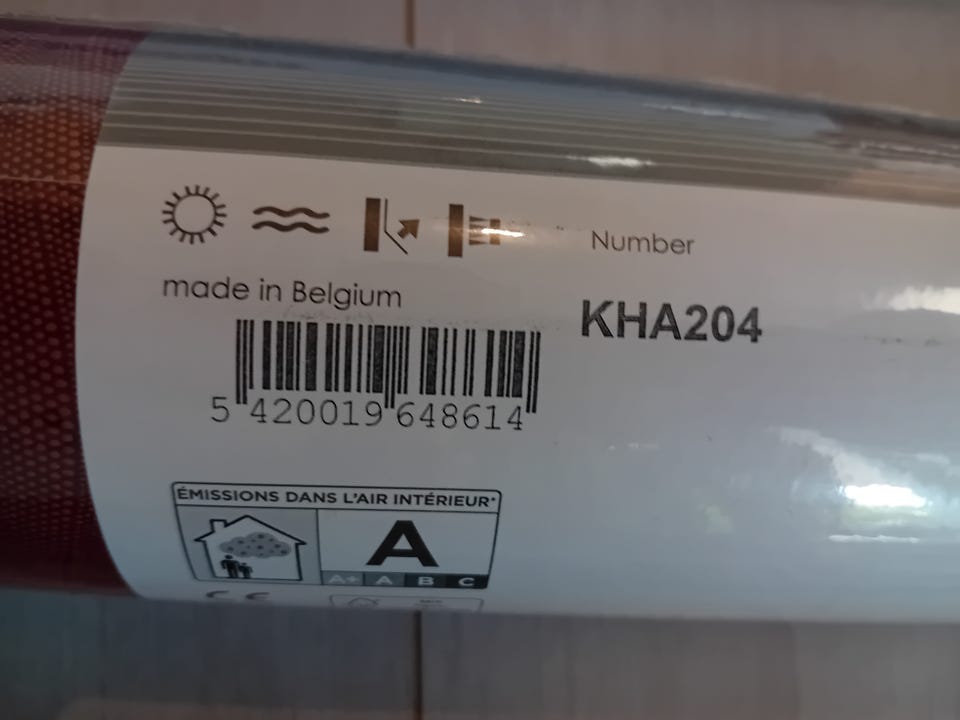 Number
made in Belgium
KHA204
5 420019 648614
ÉMISSIONS DANS L'AIR INTÉRIEUR*
A
A+ A B C